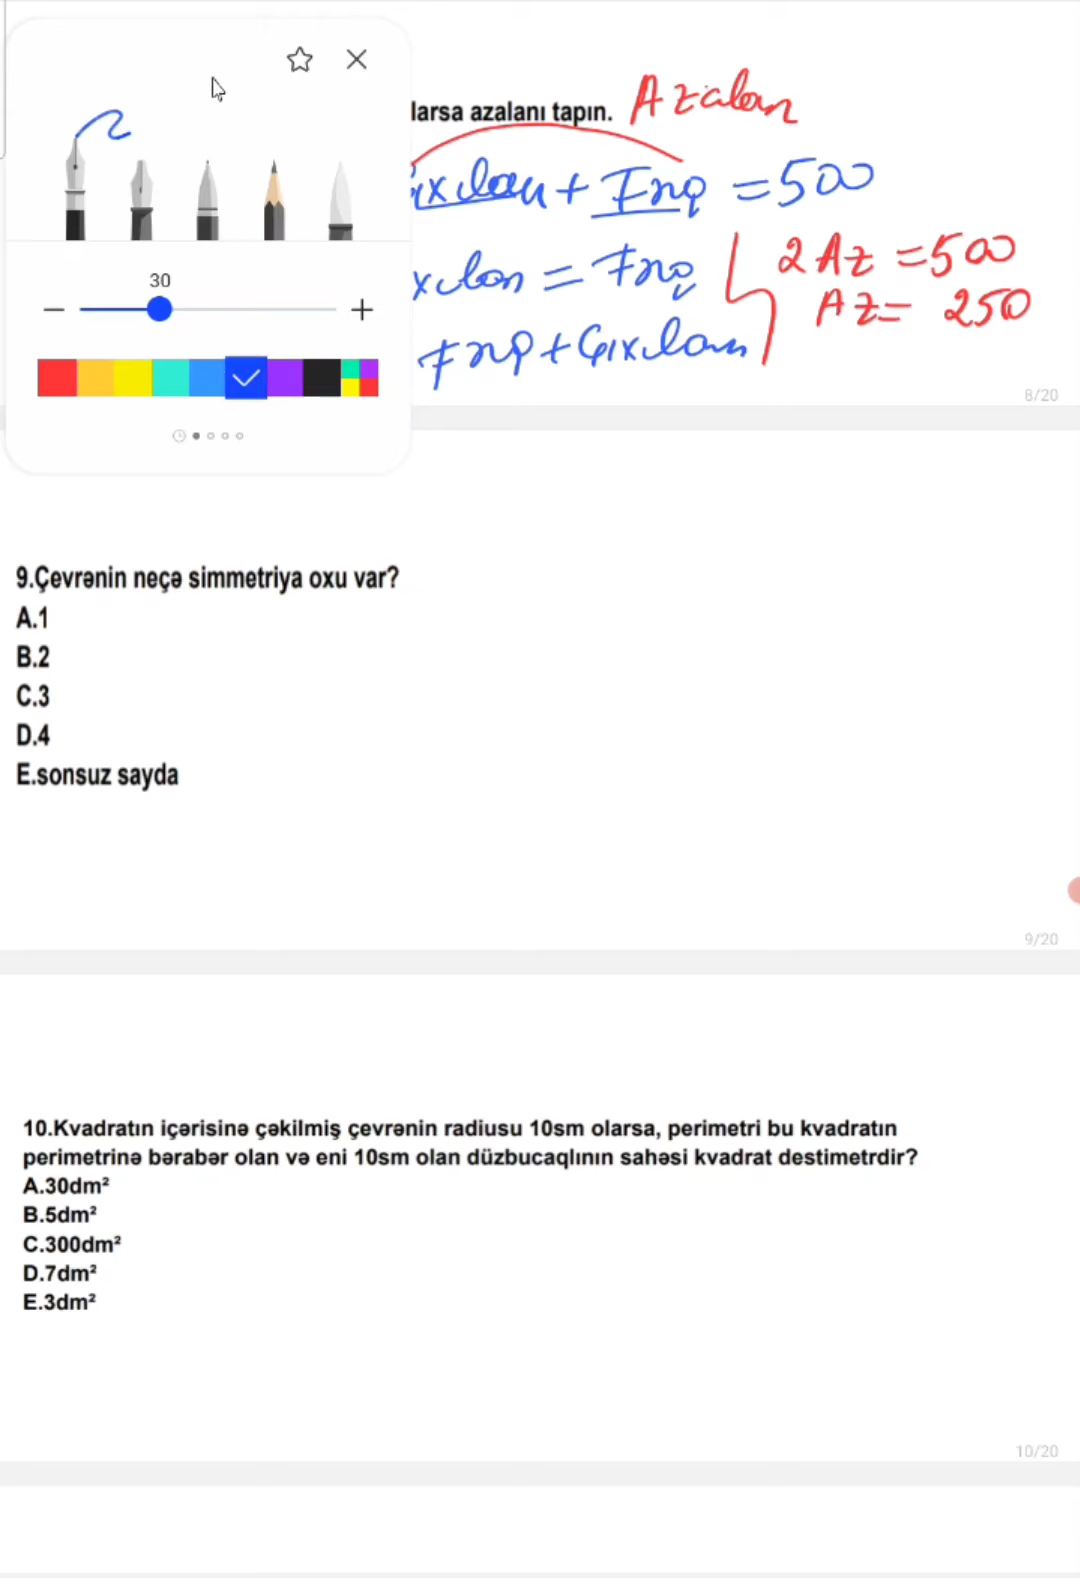 larsa azalanı tapın. Azalan
ıxılan + Fərq = 500
2Az = 500
xılan = Fərq
Az = 250
Fərq + Çıxılan
30
8/20
9.Çevrənin neçə simmetriya oxu var?
A.1
B.2
C.3
D.4
E.sonsuz sayda
9/20
10.Kvadratın içərisinə çəkilmiş çevrənin radiusu 10sm olarsa, perimetri bu kvadratın
perimetrinə bərabər olan və eni 10sm olan düzbucaqlının sahəsi kvadrat destimetrdir?
A.30dm²
B.5dm²
C.300dm²
D.7dm²
E.3dm²
10/20